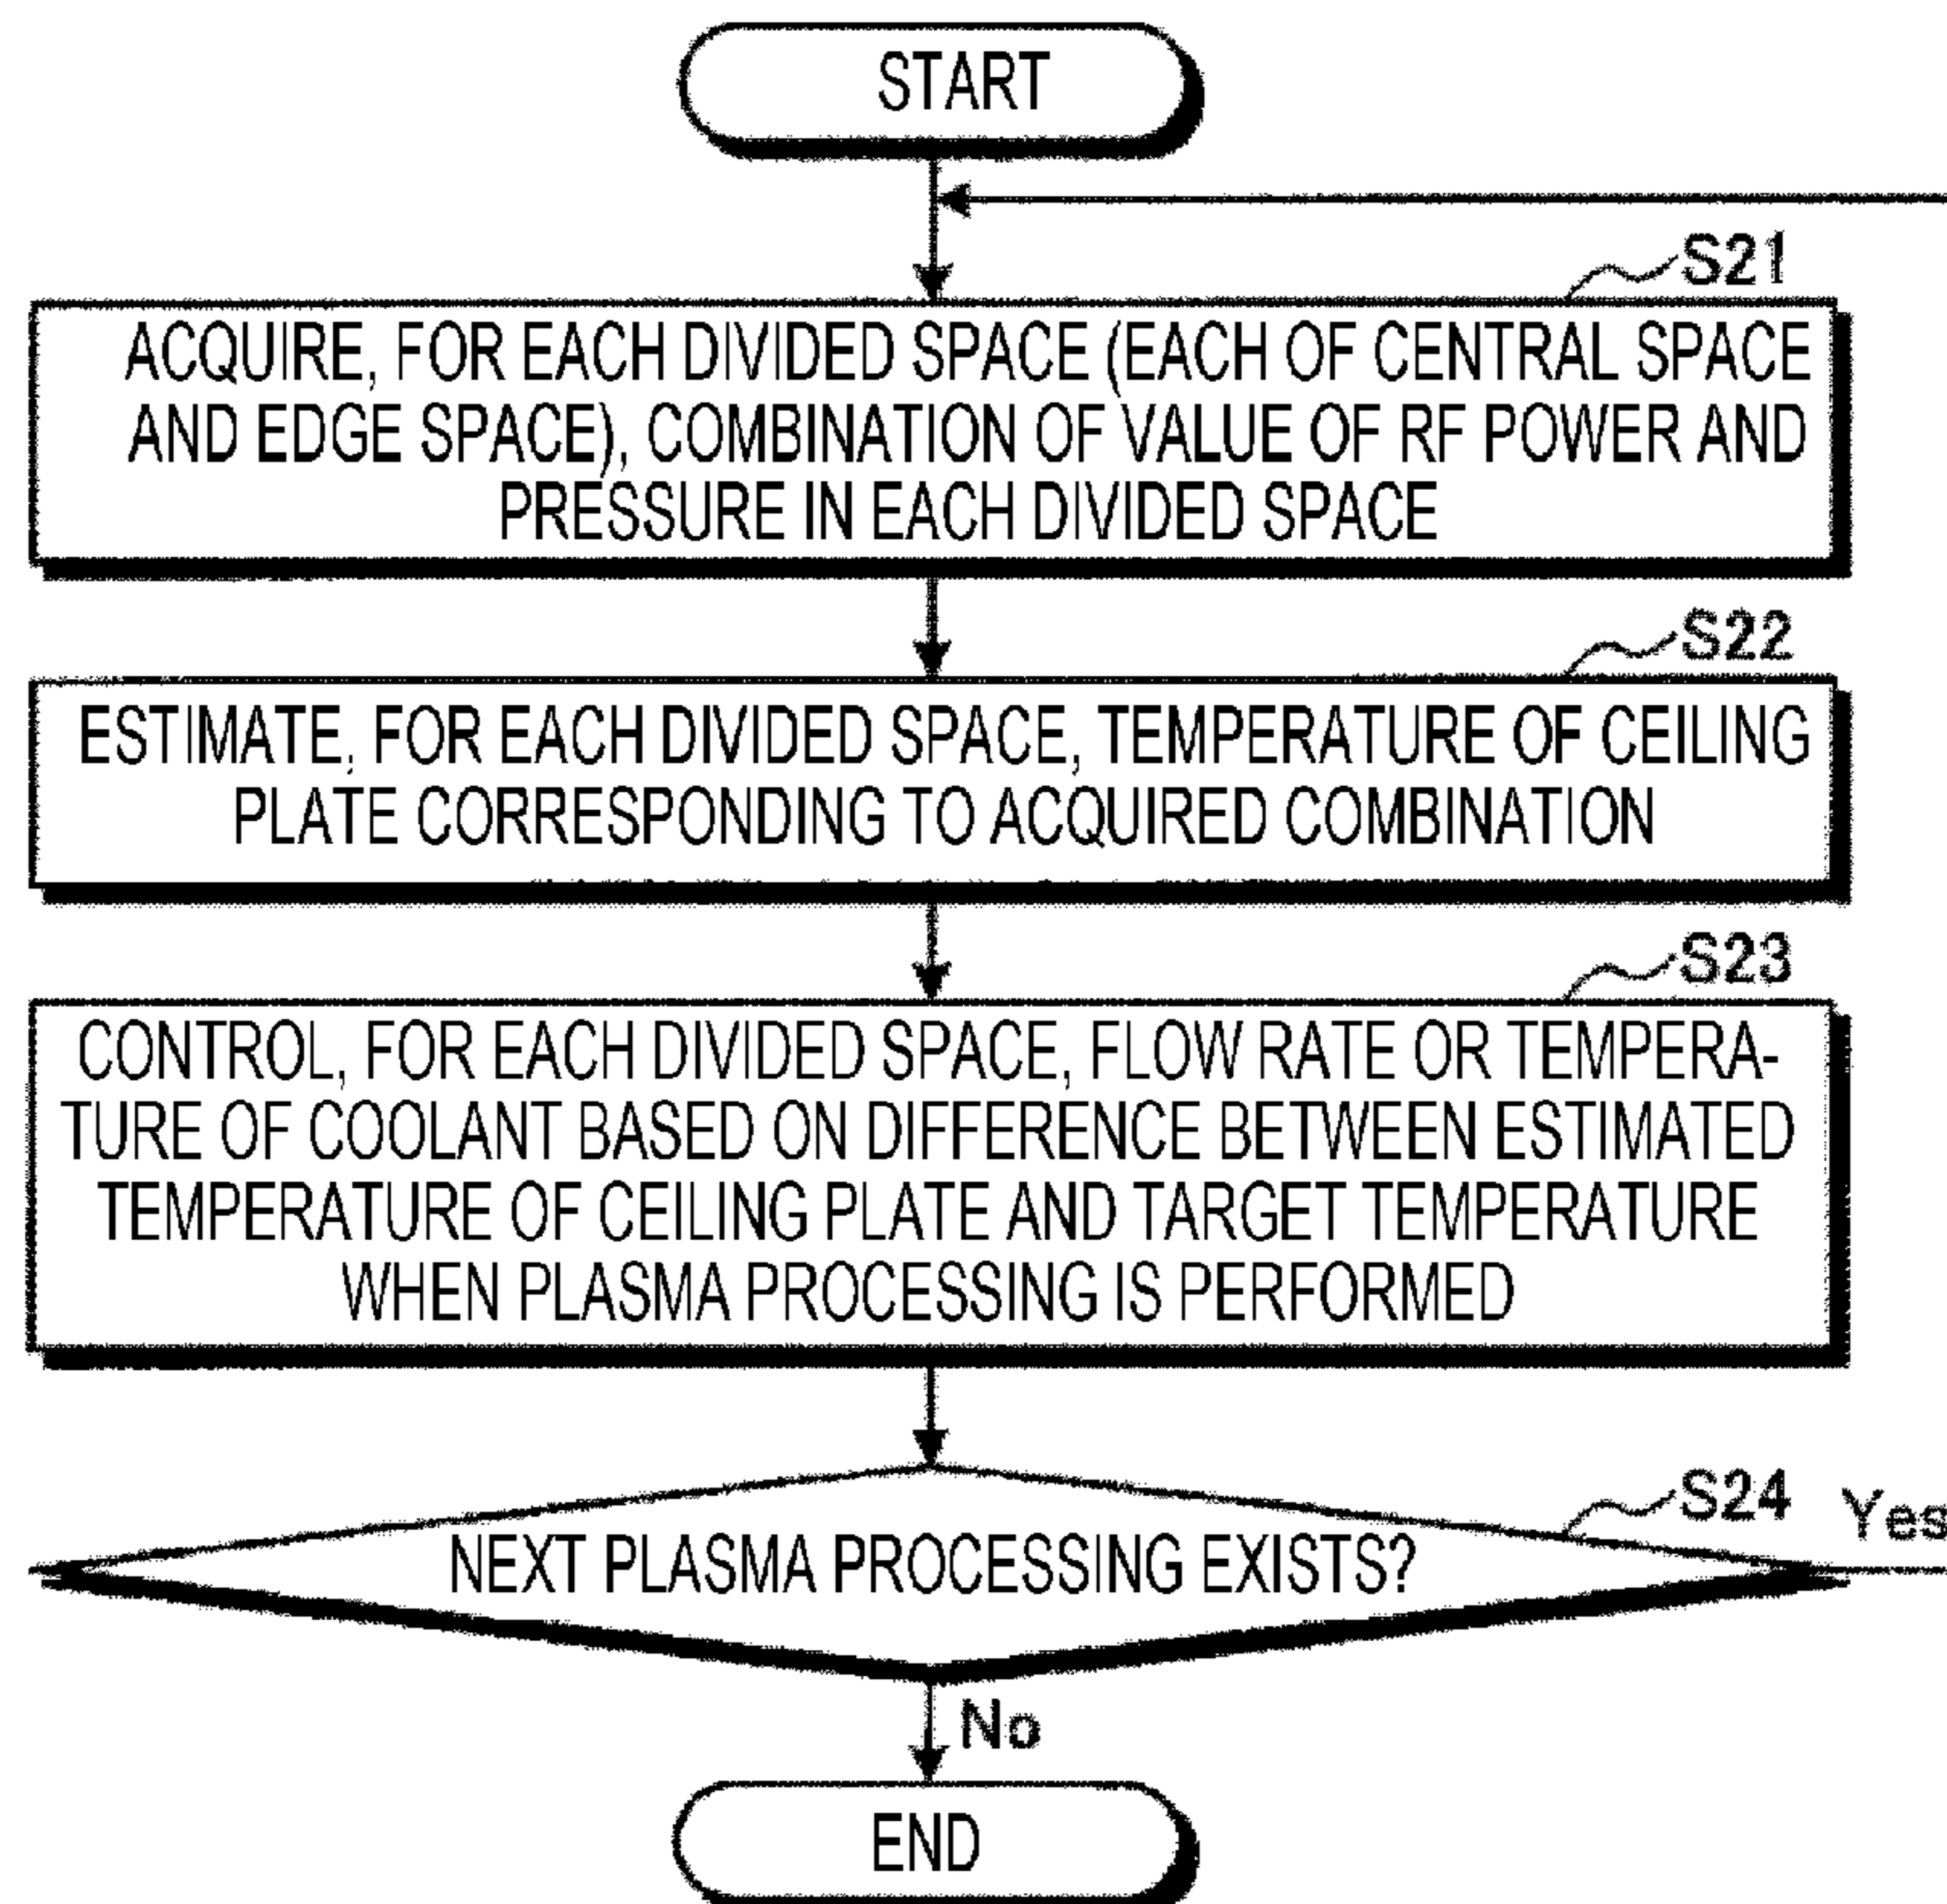 START
S21
ACQUIRE, FOR EACH DIVIDED SPACE (EACH OF CENTRAL SPACE
AND EDGE SPACE), COMBINATION OF VALUE OF RF POWER AND
PRESSURE IN EACH DIVIDED SPACE
S22
ESTIMATE, FOR EACH DIVIDED SPACE, TEMPERATURE OF CEILING
PLATE CORRESPONDING TO ACQUIRED COMBINATION
S23
CONTROL, FOR EACH DIVIDED SPACE, FLOW RATE OR TEMPERA-
TURE OF COOLANT BASED ON DIFFERENCE BETWEEN ESTIMATED
TEMPERATURE OF CEILING PLATE AND TARGET TEMPERATURE
WHEN PLASMA PROCESSING IS PERFORMED
S24
Yes
NEXT PLASMA PROCESSING EXISTS?
No
END